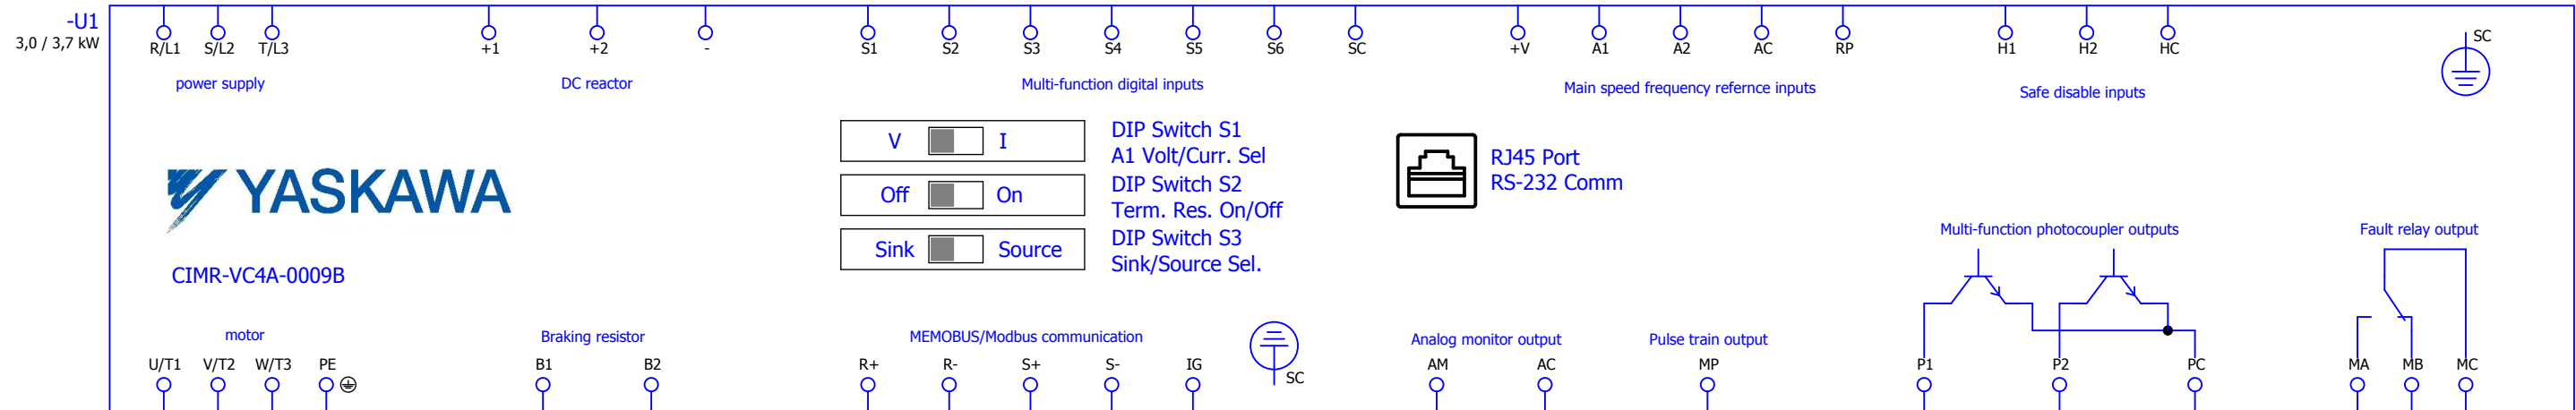 -U1
3,0 / 3,7 kW
R/L1 S/L2 T/L3 +1 +2 - S1 S2 S3 S4 S5 S6 SC +V A1 A2 AC RP H1 H2 HC SC
power supply DC reactor Multi-function digital inputs Main speed frequency refernce inputs Safe disable inputs
V I DIP Switch S1
A1 Volt/Curr. Sel
Off On DIP Switch S2
Term. Res. On/Off
Sink Source DIP Switch S3
Sink/Source Sel.
RJ45 Port
RS-232 Comm
YASKAWA
CIMR-VC4A-0009B
Multi-function photocoupler outputs Fault relay output
motor Braking resistor MEMOBUS/Modbus communication Analog monitor output Pulse train output
U/T1 V/T2 W/T3 PE B1 B2 R+ R- S+ S- IG SC AM AC MP P1 P2 PC MA MB MC